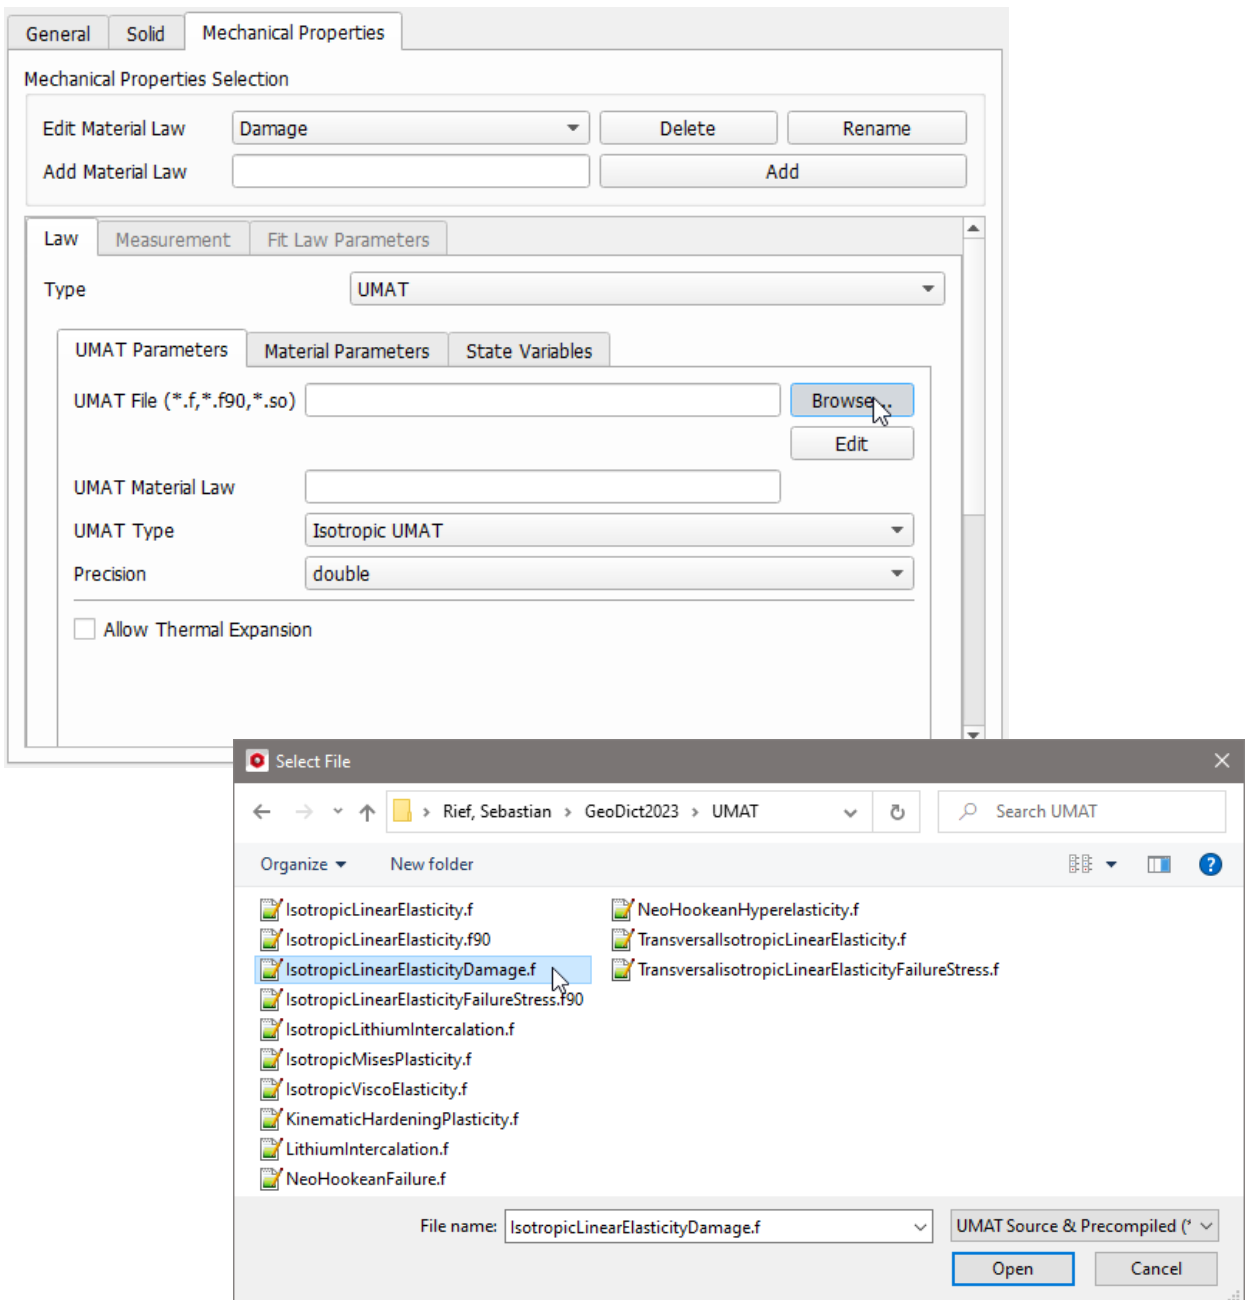 General Solid Mechanical Properties
Mechanical Properties Selection
Edit Material Law Damage Delete Rename
Add Material Law Add
Law Measurement Fit Law Parameters
Type UMAT
UMAT Parameters Material Parameters State Variables
UMAT File (*.f,*.f90,*.so) Browse...
Edit
UMAT Material Law
UMAT Type Isotropic UMAT
Precision double
Allow Thermal Expansion
Select File
Rief, Sebastian > GeoDict2023 > UMAT Search UMAT
Organize New folder
IsotropicLinearElasticity.f
IsotropicLinearElasticity.f90
IsotropicLinearElasticityDamage.f
IsotropicLinearElasticityFailureStress.f90
IsotropicLithiumIntercalation.f
IsotropicMisesPlasticity.f
IsotropicViscoElasticity.f
KinematicHardeningPlasticity.f
LithiumIntercalation.f
NeoHookeanFailure.f
NeoHookeanHyperelasticity.f
TransversalIsotropicLinearElasticity.f
TransversalisotropicLinearElasticityFailureStress.f
File name: IsotropicLinearElasticityDamage.f UMAT Source & Precompiled (*
Open Cancel